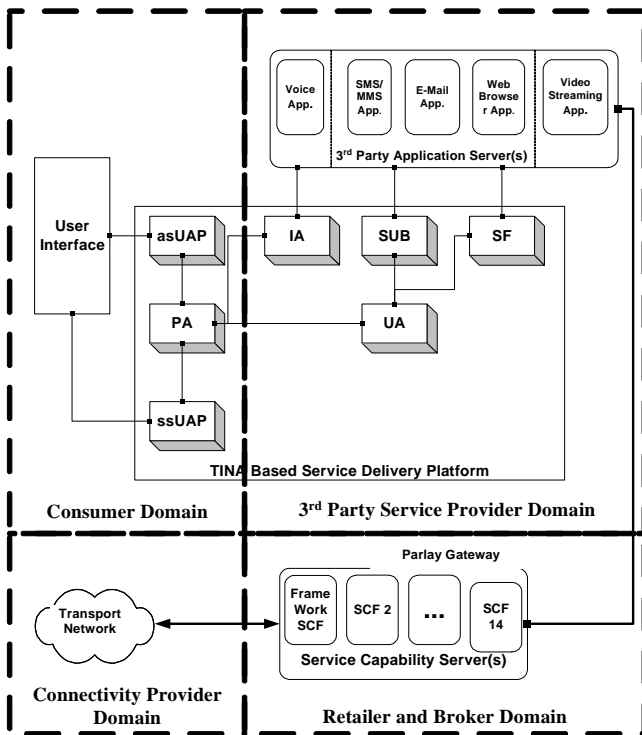 Voice
App.
SMS/
MMS
App.
E-Mail
App.
Web
Browse
r App.
Video
Streaming
App.
3rd Party Application Server(s)
User
Interface
asUAP
IA
SUB
SF
PA
UA
ssUAP
TINA Based Service Delivery Platform
Consumer Domain
3rd Party Service Provider Domain
Parlay Gateway
Transport
Network
Frame
Work
SCF
SCF 2
...
SCF
14
Service Capability Server(s)
Connectivity Provider
Domain
Retailer and Broker Domain